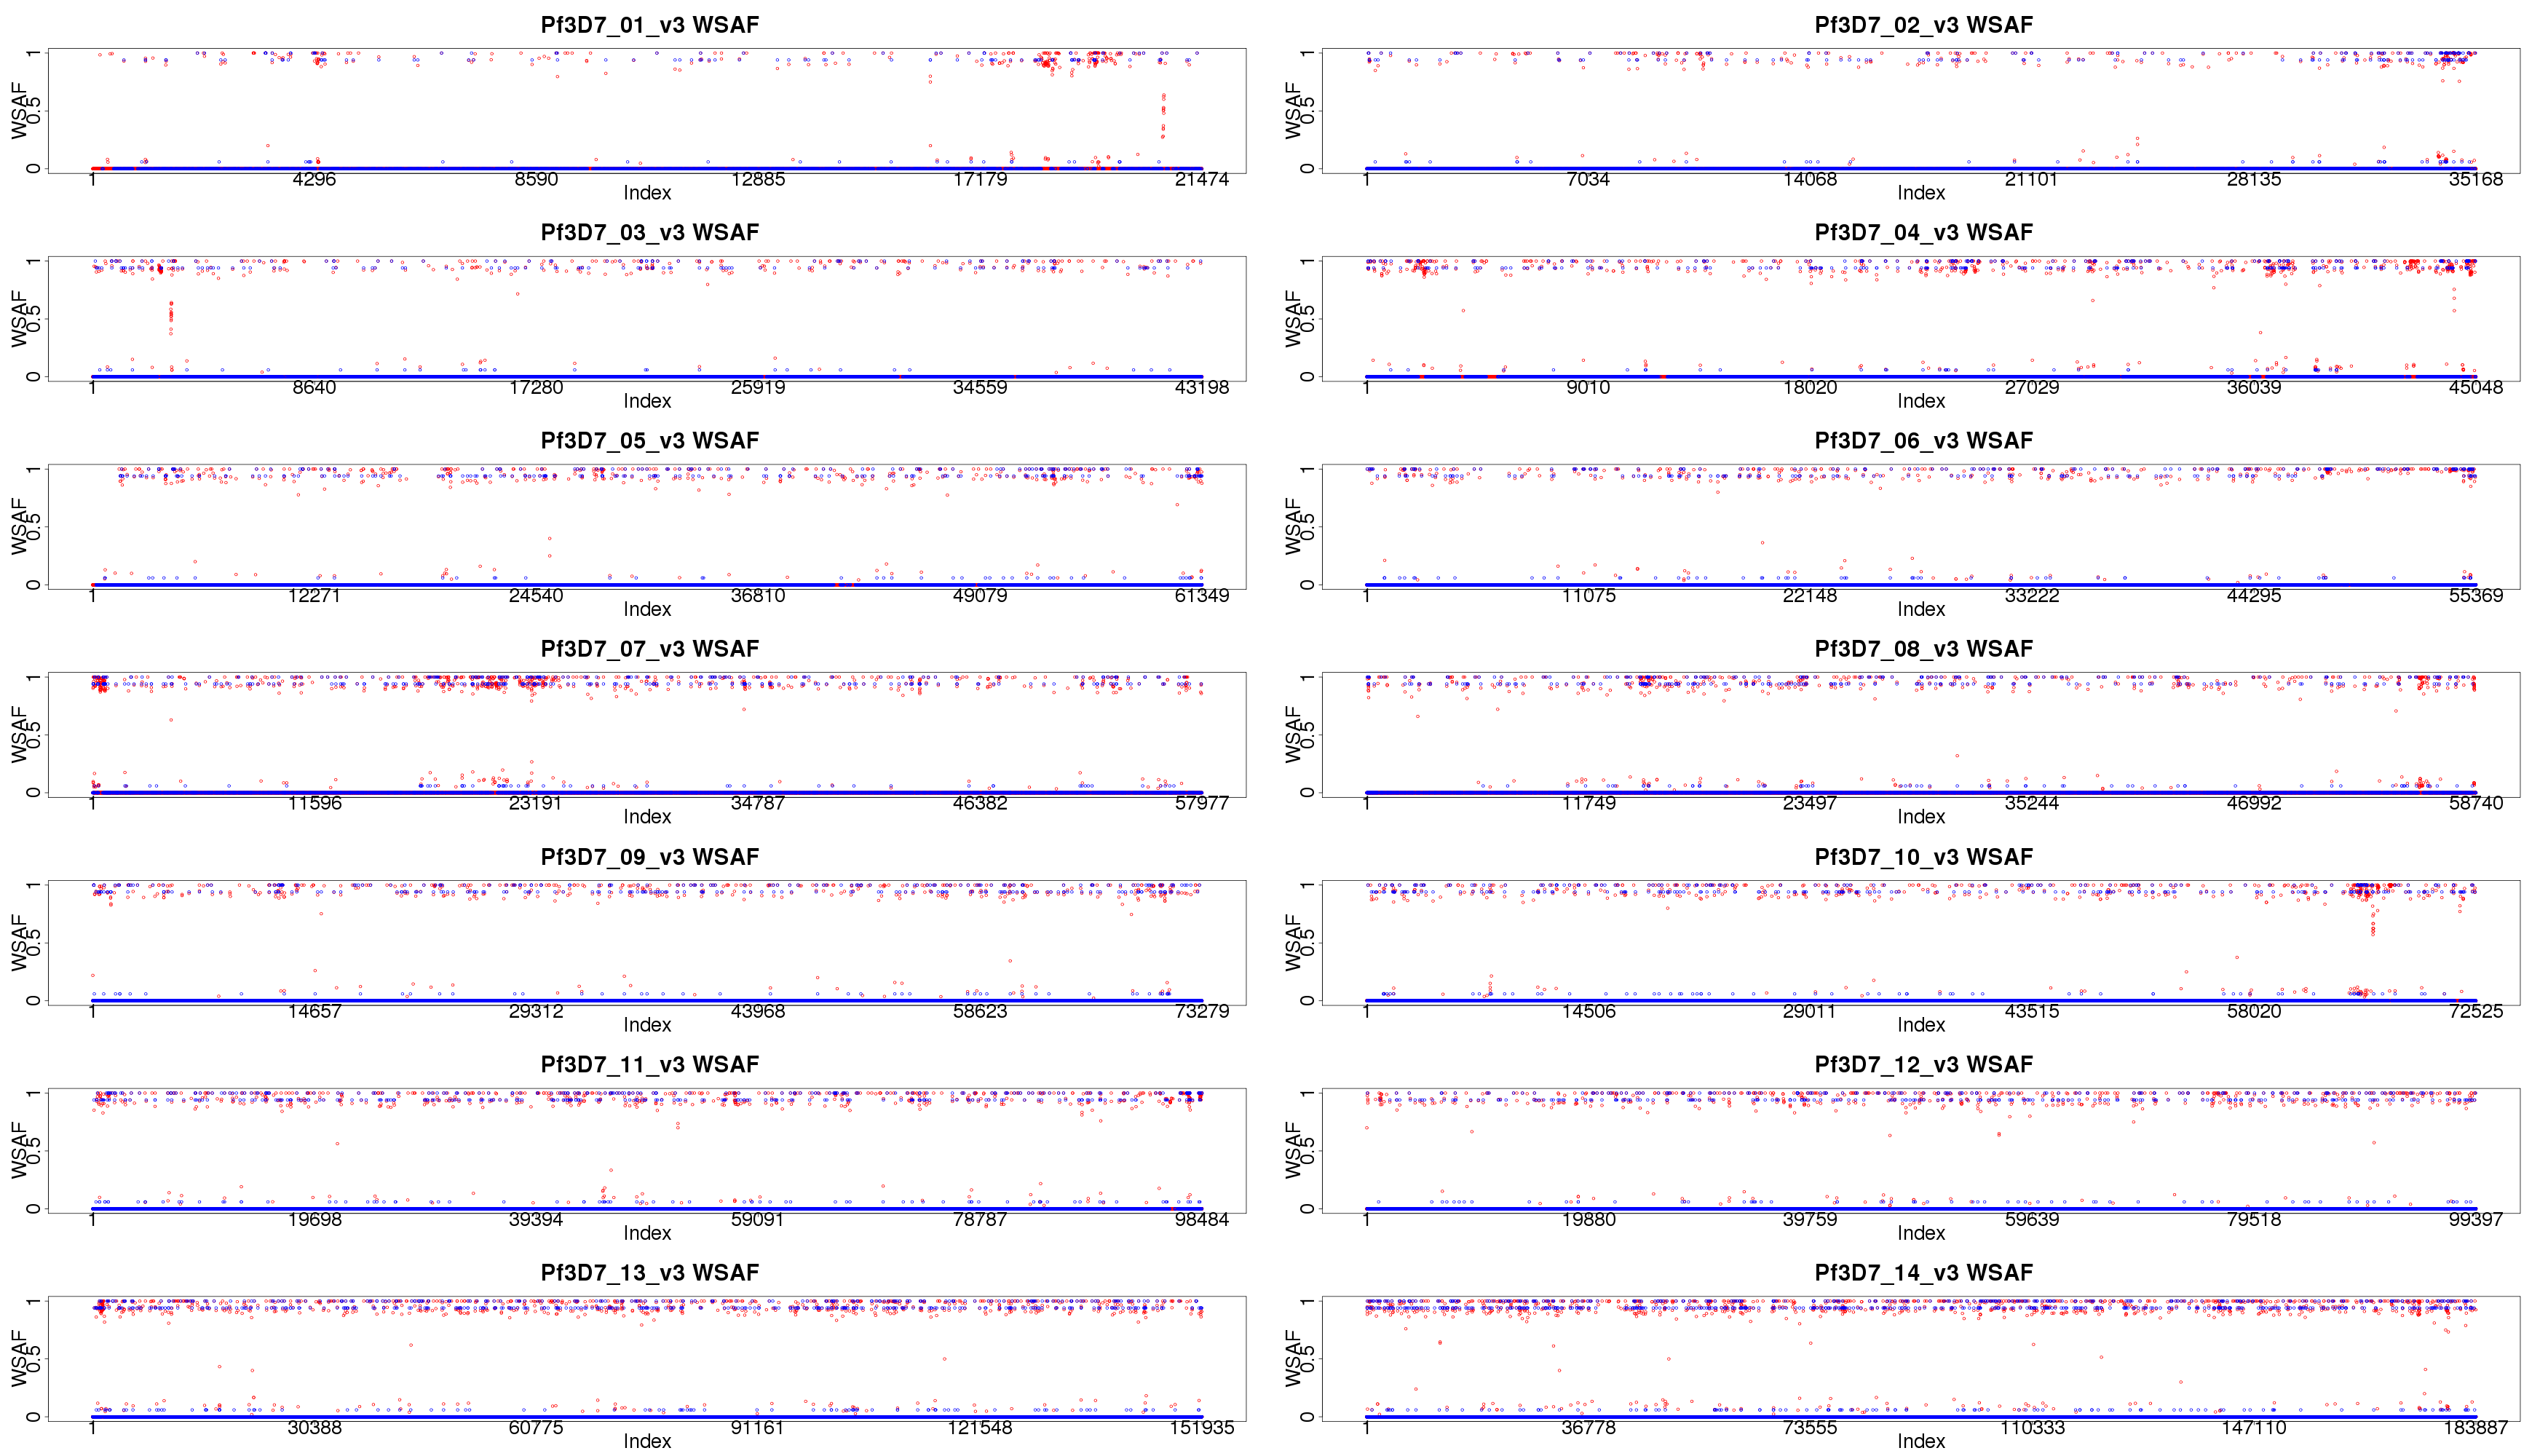 Pf3D7_01_v3 WSAF
WSAF
0 0.5 1
1 4296 8590 12885 17179 21474
Index
Pf3D7_02_v3 WSAF
WSAF
0 0.5 1
1 7034 14068 21101 28135 35168
Index
Pf3D7_03_v3 WSAF
WSAF
0 0.5 1
1 8640 17280 25919 34559 43198
Index
Pf3D7_04_v3 WSAF
WSAF
0 0.5 1
1 9010 18020 27029 36039 45048
Index
Pf3D7_05_v3 WSAF
WSAF
0 0.5 1
1 12271 24540 36810 49079 61349
Index
Pf3D7_06_v3 WSAF
WSAF
0 0.5 1
1 11075 22148 33222 44295 55369
Index
Pf3D7_07_v3 WSAF
WSAF
0 0.5 1
1 11596 23191 34787 46382 57977
Index
Pf3D7_08_v3 WSAF
WSAF
0 0.5 1
1 11749 23497 35244 46992 58740
Index
Pf3D7_09_v3 WSAF
WSAF
0 0.5 1
1 14657 29312 43968 58623 73279
Index
Pf3D7_10_v3 WSAF
WSAF
0 0.5 1
1 14506 29011 43515 58020 72525
Index
Pf3D7_11_v3 WSAF
WSAF
0 0.5 1
1 19698 39394 59091 78787 98484
Index
Pf3D7_12_v3 WSAF
WSAF
0 0.5 1
1 19880 39759 59639 79518 99397
Index
Pf3D7_13_v3 WSAF
WSAF
0 0.5 1
1 30388 60775 91161 121548 151935
Index
Pf3D7_14_v3 WSAF
WSAF
0 0.5 1
1 36778 73555 110333 147110 183887
Index